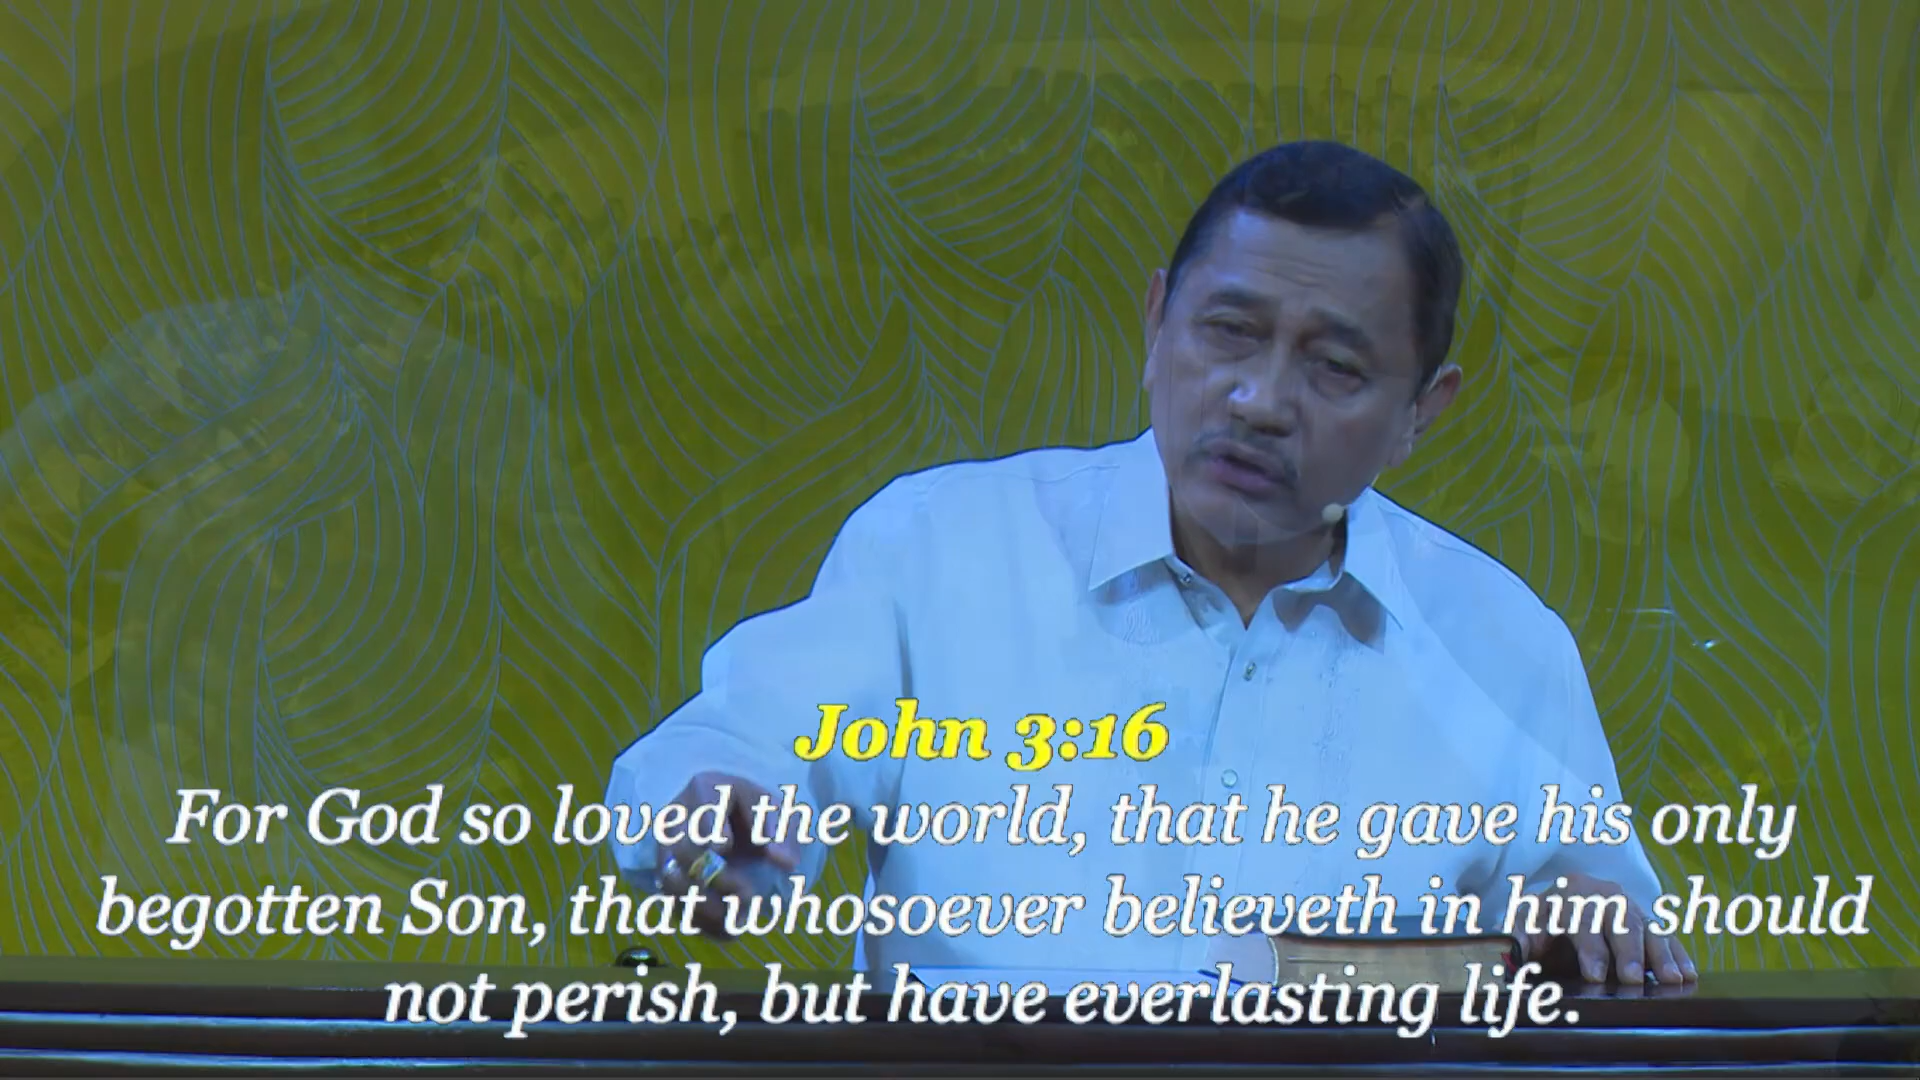 John 3:16
For God so loved the world, that he gave his only
begotten Son, that whosoever believeth in him should
not perish, but have everlasting life.